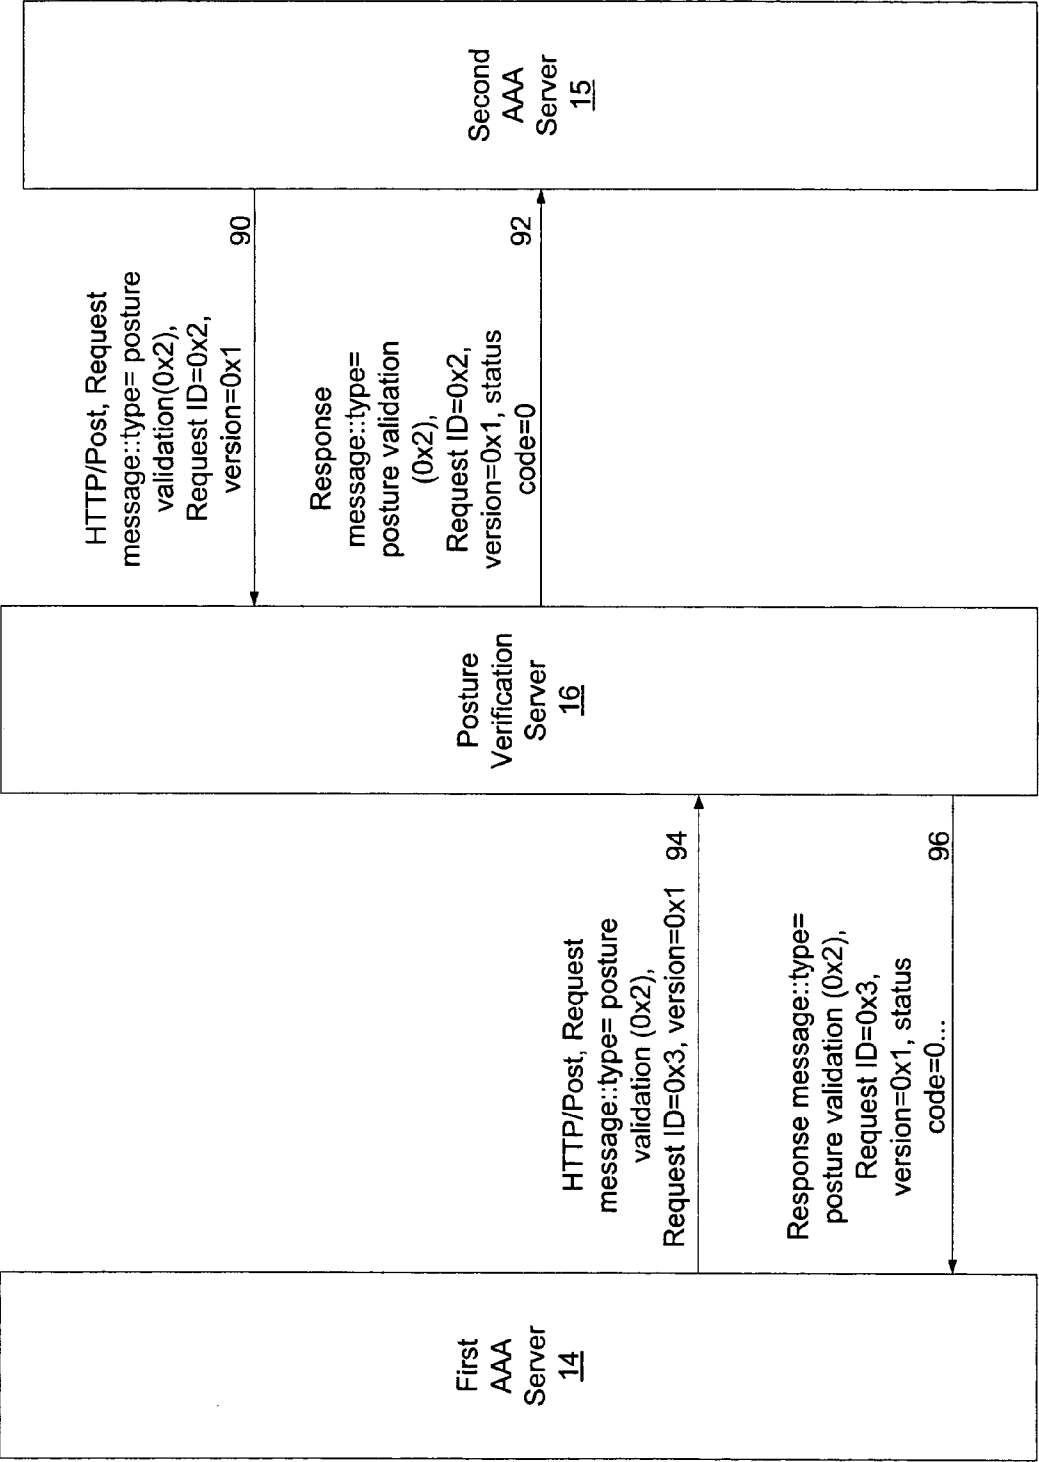 First
AAA
Server
14
Posture
Verification
Server
16
Second
AAA
Server
15
HTTP/Post, Request
message::type= posture
validation(0x2),
Request ID=0x2,
version=0x1
90
Response
message::type=
posture validation
(0x2),
Request ID=0x2,
version=0x1, status
code=0
92
HTTP/Post, Request
message::type= posture
validation (0x2),
Request ID=0x3, version=0x1
94
Response message::type=
posture validation (0x2),
Request ID=0x3,
version=0x1, status
code=0...
96